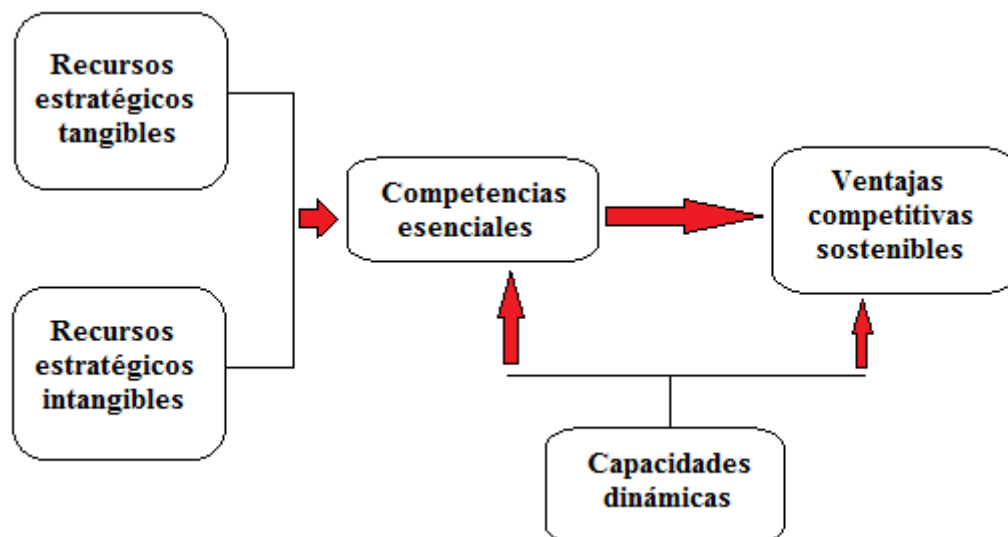 Recursos
estratégicos
tangibles
Recursos
estratégicos
intangibles
Competencias
esenciales
Ventajas
competitivas
sostenibles
Capacidades
dinámicas